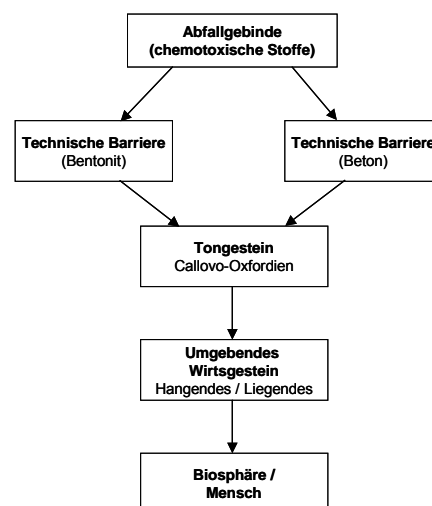 Abfallgebinde
(chemotoxische Stoffe)
Technische Barriere
(Bentonit)
Technische Barriere
(Beton)
Tongestein
Callovo-Oxfordien
Umgebendes
Wirtsgestein
Hangendes / Liegendes
Biosphäre /
Mensch